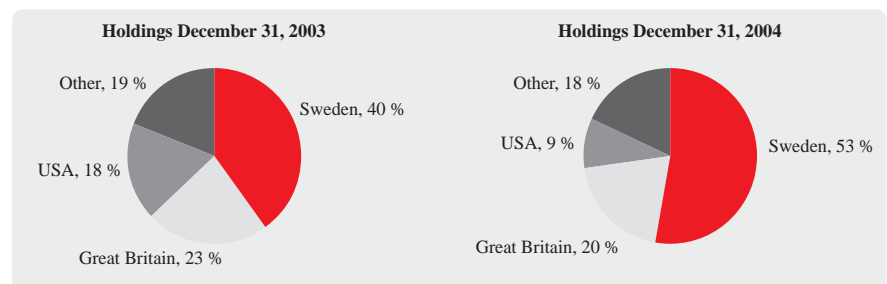 Holdings December 31, 2003
Other, 19 %
Sweden, 40 %
USA, 18 %
Great Britain, 23 %
Holdings December 31, 2004
Other, 18 %
USA, 9 %
Sweden, 53 %
Great Britain, 20 %